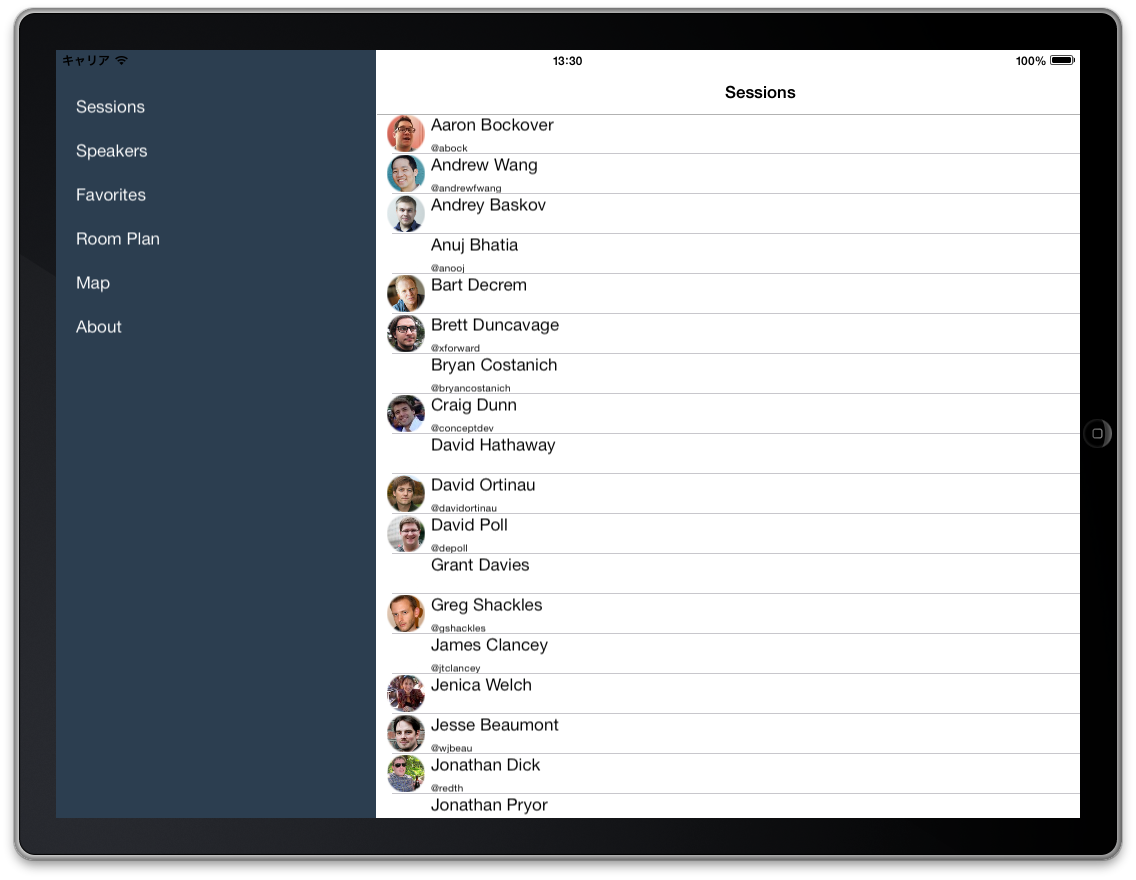 キャリア 13:30 100%
Sessions
Speakers
Favorites
Room Plan
Map
About
Sessions
Aaron Bockover
@abock
Andrew Wang
@andrewfwang
Andrey Baskov
Anuj Bhatia
@anooj
Bart Decrem
Brett Duncavage
@xforward
Bryan Costanich
@bryancostanich
Craig Dunn
@conceptdev
David Hathaway
David Ortinau
@davidortinau
David Poll
@depoll
Grant Davies
Greg Shackles
@gshackles
James Clancey
@jtclancey
Jenica Welch
Jesse Beaumont
@wjbeau
Jonathan Dick
@redth
Jonathan Pryor